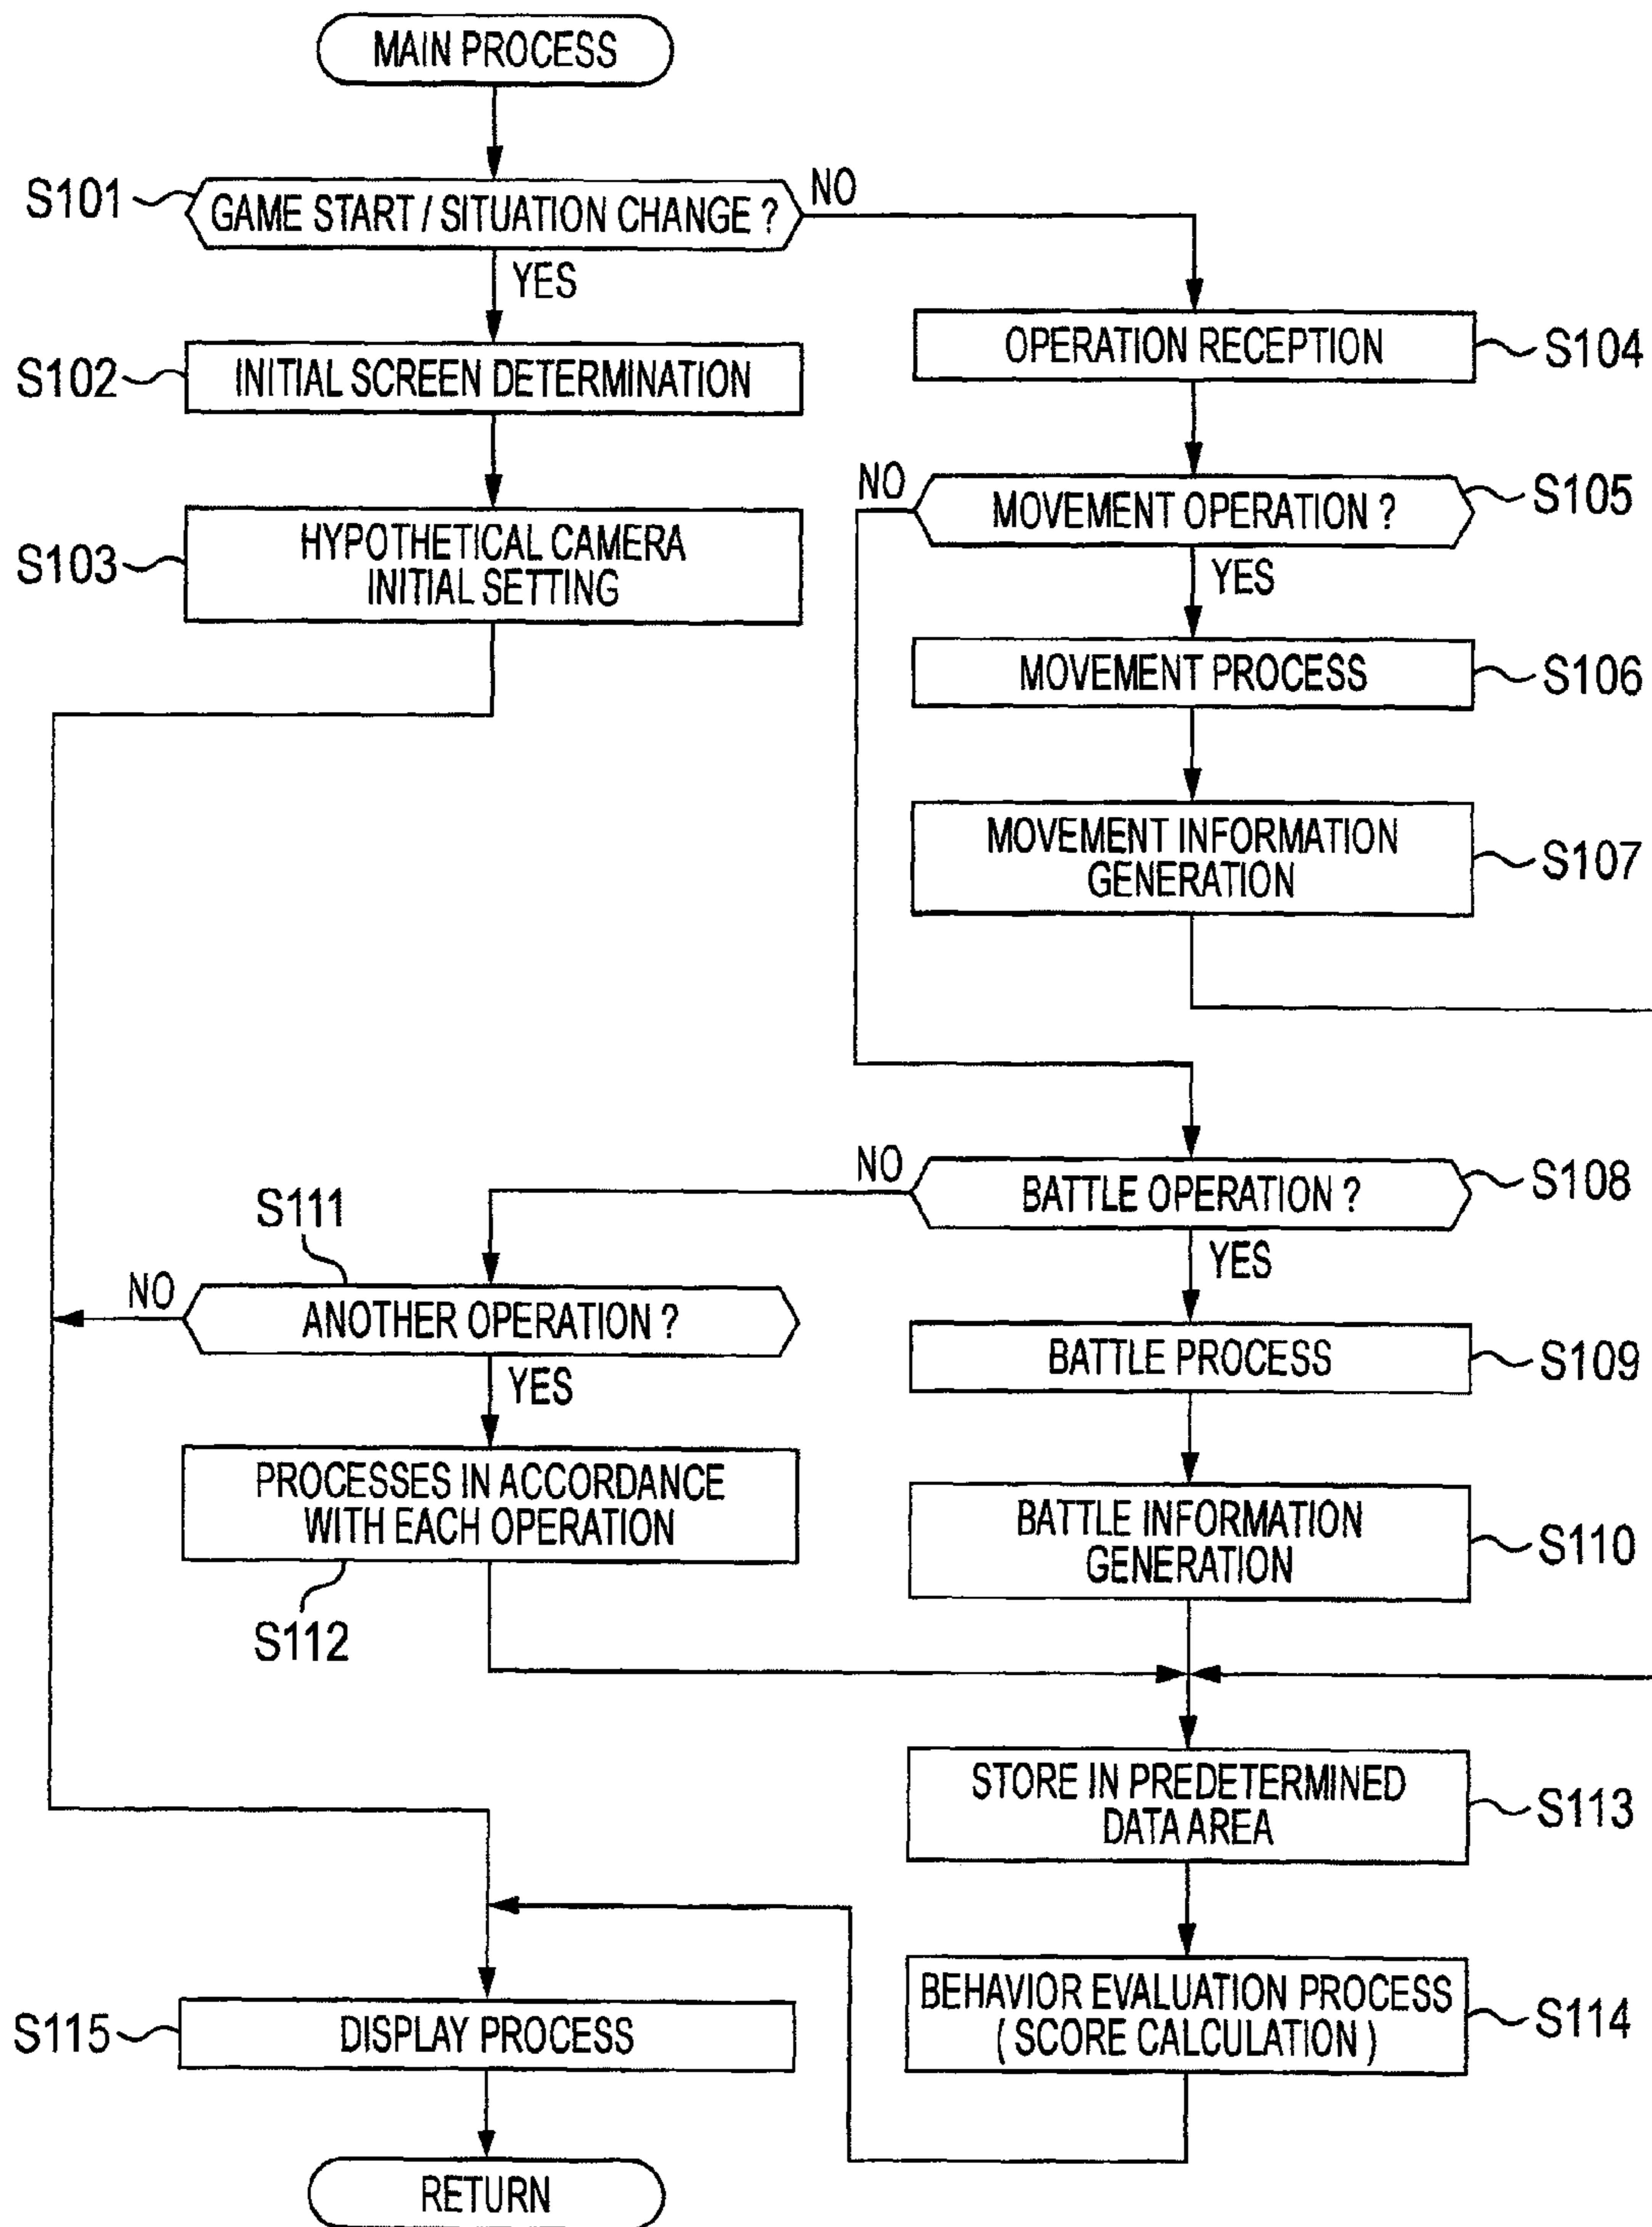 MAIN PROCESS
S101
GAME START / SITUATION CHANGE ?
NO
YES
S102
INITIAL SCREEN DETERMINATION
S103
HYPOTHETICAL CAMERA
INITIAL SETTING
OPERATION RECEPTION
S104
NO
MOVEMENT OPERATION ?
S105
YES
MOVEMENT PROCESS
S106
MOVEMENT INFORMATION
GENERATION
S107
NO
BATTLE OPERATION ?
S108
YES
S111
NO
ANOTHER OPERATION ?
YES
BATTLE PROCESS
S109
PROCESSES IN ACCORDANCE
WITH EACH OPERATION
S112
BATTLE INFORMATION
GENERATION
S110
STORE IN PREDETERMINED
DATA AREA
S113
BEHAVIOR EVALUATION PROCESS
( SCORE CALCULATION )
S114
S115
DISPLAY PROCESS
RETURN